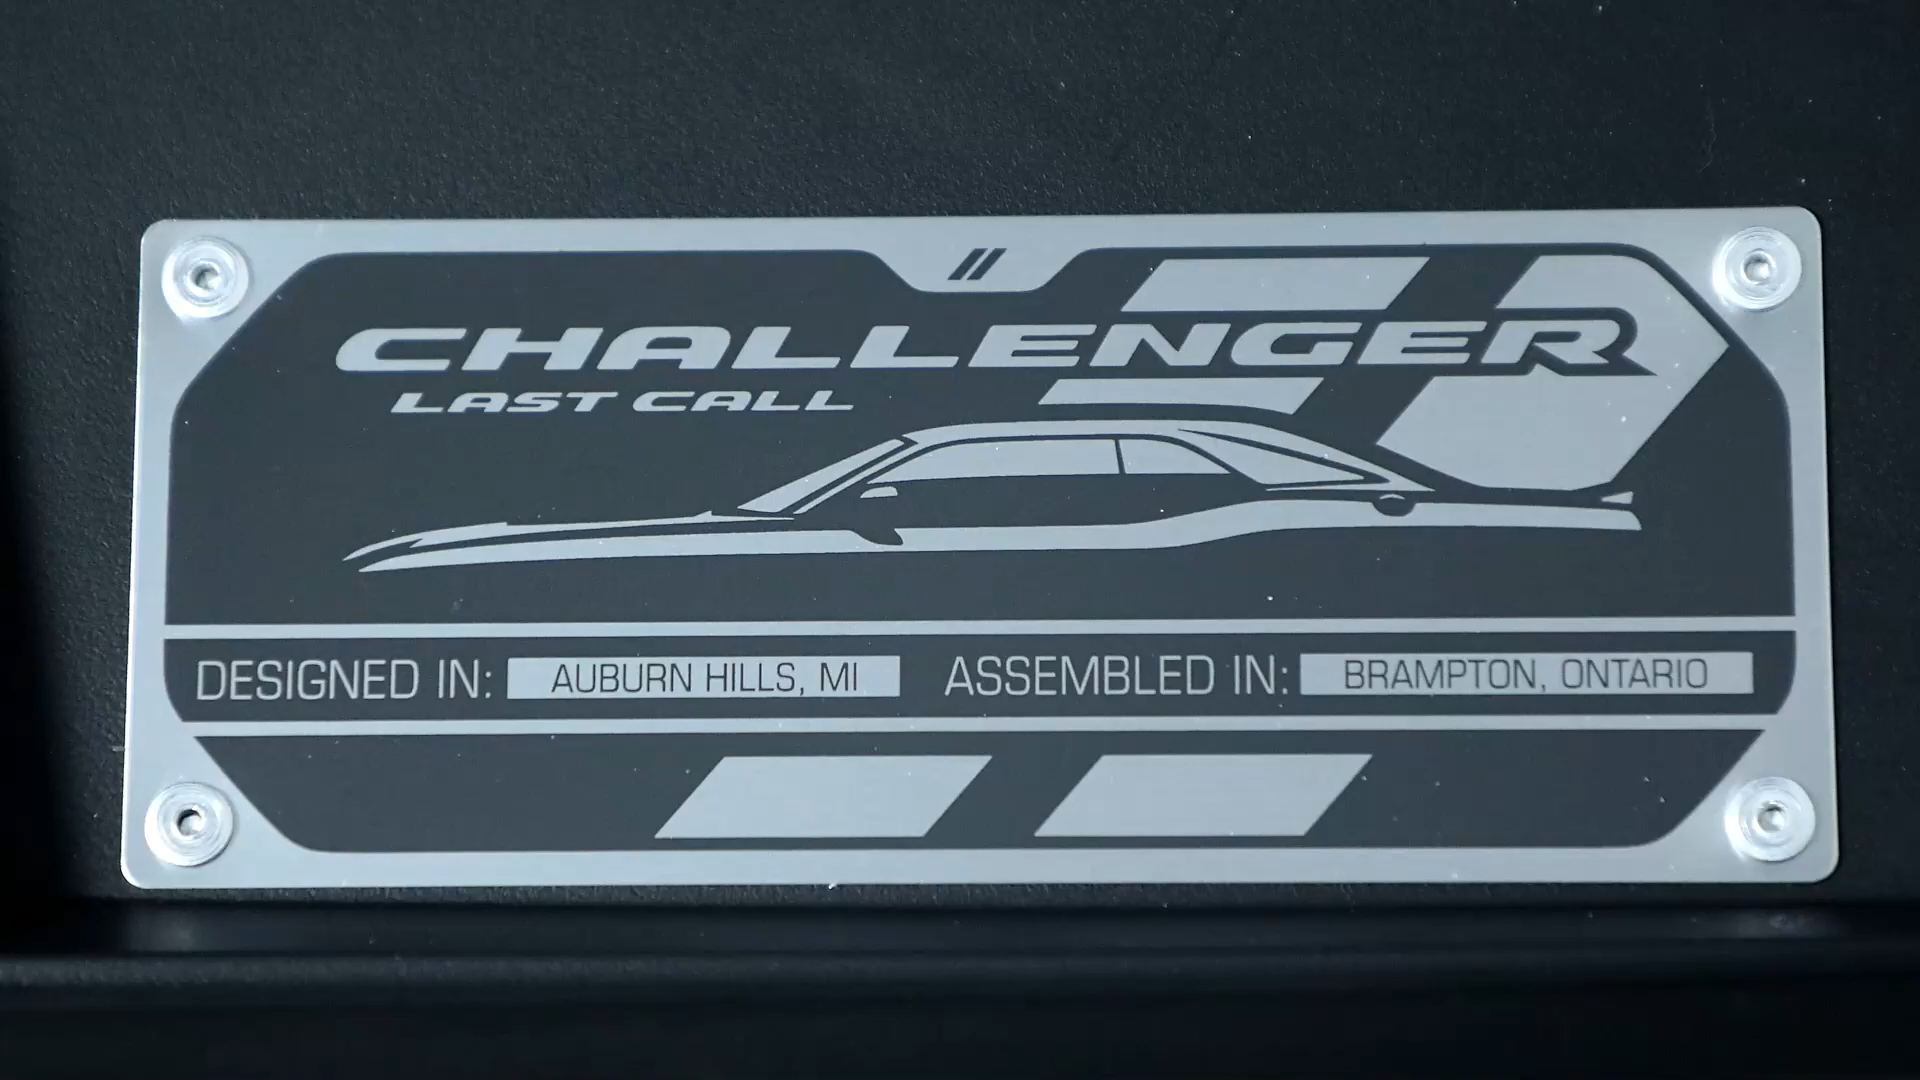 CHALLENGER
LAST CALL
DESIGNED IN: AUBURN HILLS, MI ASSEMBLED IN: BRAMPTON, ONTARIO